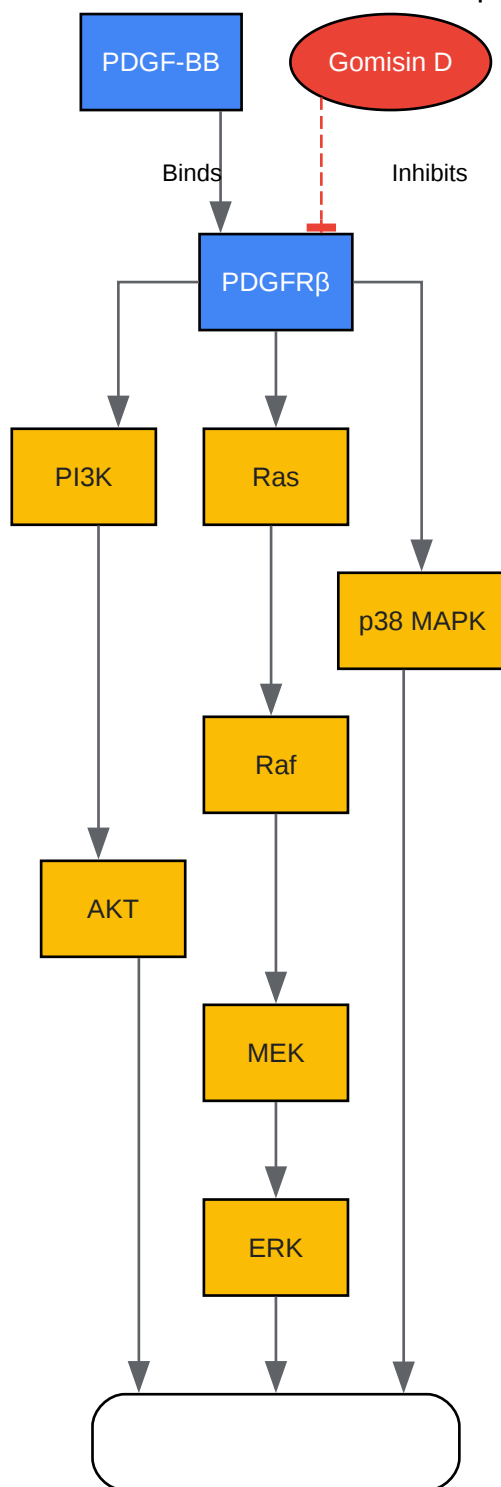 PDGF-BB
Gomisin D
Binds
Inhibits
PDGFRβ
PI3K
Ras
p38 MAPK
Raf
AKT
MEK
ERK